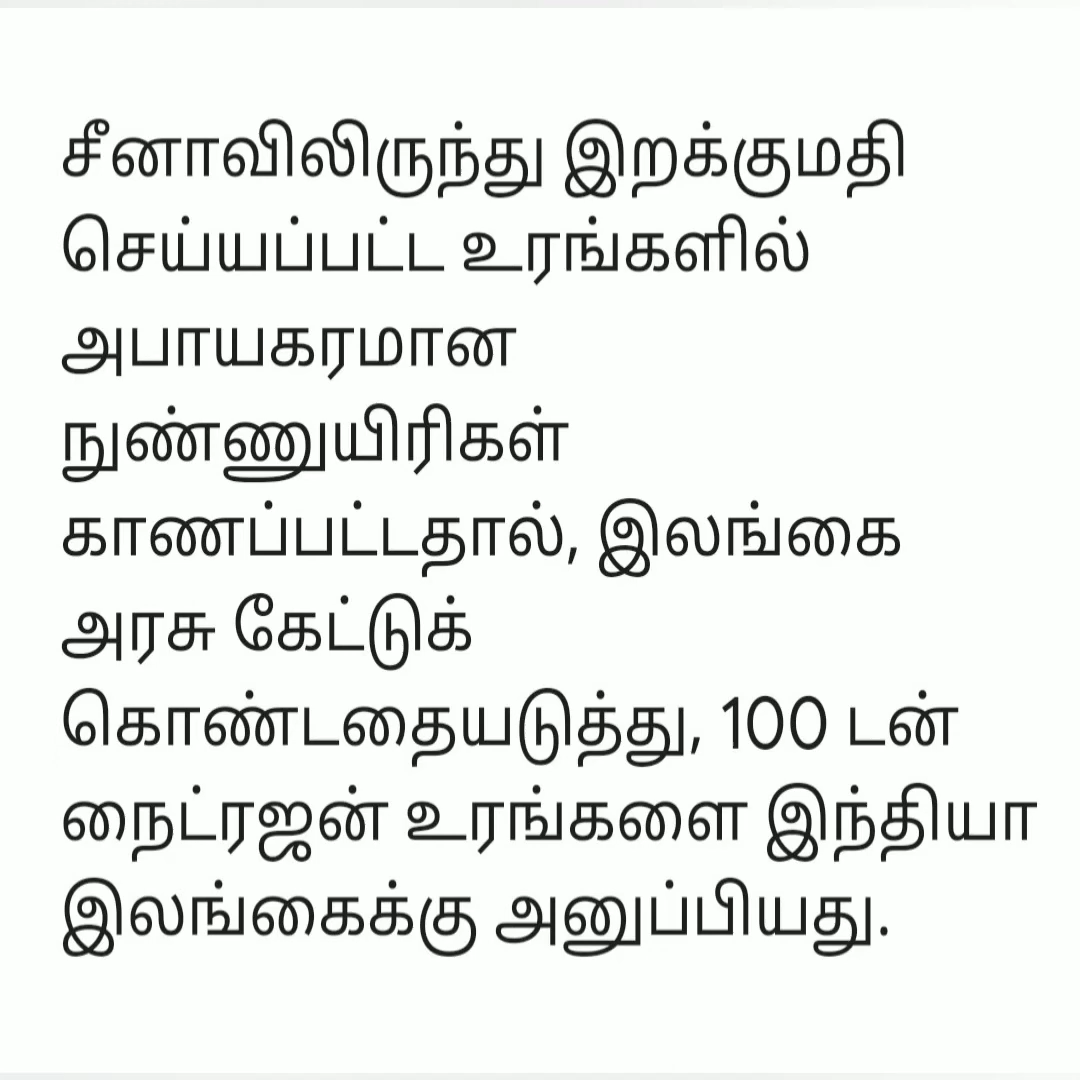 சீனாவிலிருந்து இறக்குமதி
செய்யப்பட்ட உரங்களில்
அபாயகரமான
நுண்ணுயிரிகள்
காணப்பட்டதால், இலங்கை
அரசு கேட்டுக்
கொண்டதையடுத்து, 100 டன்
நைட்ரஜன் உரங்களை இந்தியா
இலங்கைக்கு அனுப்பியது.